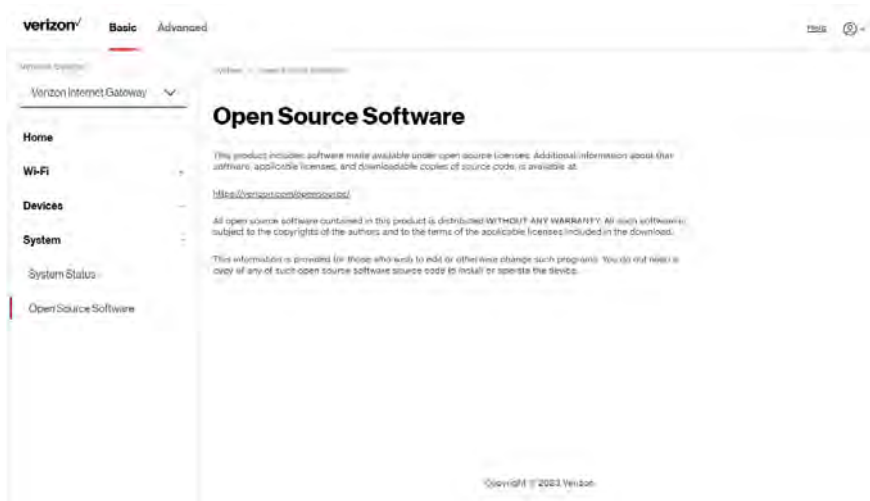 verizon✓ Basic Advanced Help
Verizon Internet Gateway
Open Source Software
Home
This product includes software made available under open source licenses. Additional information about that
software, applicable licenses, and downloadable copies of source code, is available at:
Wi-Fi
https://verizon.com/opensource/
Devices
All open source software contained in this product is distributed WITHOUT ANY WARRANTY. All such software is
subject to the copyrights of the authors and to the terms of the applicable licenses included in the download.
System
This information is provided for those who wish to edit or otherwise change such programs. You do not need a
copy of any of such open source software source code to install or operate the device.
System Status
Open Source Software
Copyright © 2023 Verizon